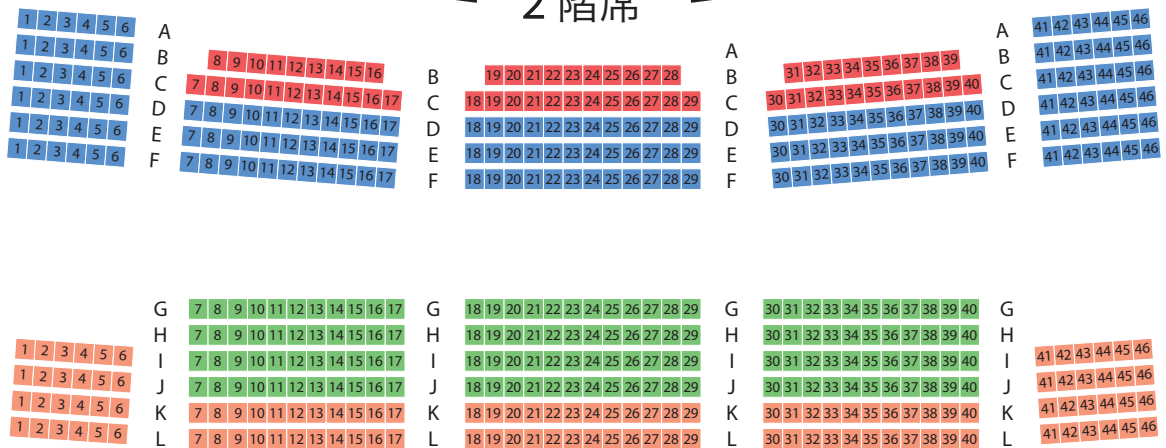 2 階席
1 2 3 4 5 6 A A A 41 42 43 44 45 46
1 2 3 4 5 6 B 8 9 10 11 12 13 14 15 16 B 19 20 21 22 23 24 25 26 27 28 B 31 32 33 34 35 36 37 38 39 B 41 42 43 44 45 46
1 2 3 4 5 6 C 7 8 9 10 11 12 13 14 15 16 17 C 18 19 20 21 22 23 24 25 26 27 28 29 C 30 31 32 33 34 35 36 37 38 39 40 C 41 42 43 44 45 46
1 2 3 4 5 6 D 7 8 9 10 11 12 13 14 15 16 17 D 18 19 20 21 22 23 24 25 26 27 28 29 D 30 31 32 33 34 35 36 37 38 39 40 D 41 42 43 44 45 46
1 2 3 4 5 6 E 7 8 9 10 11 12 13 14 15 16 17 E 18 19 20 21 22 23 24 25 26 27 28 29 E 30 31 32 33 34 35 36 37 38 39 40 E 41 42 43 44 45 46
1 2 3 4 5 6 F 7 8 9 10 11 12 13 14 15 16 17 F 18 19 20 21 22 23 24 25 26 27 28 29 F 30 31 32 33 34 35 36 37 38 39 40 F 41 42 43 44 45 46
G 7 8 9 10 11 12 13 14 15 16 17 G 18 19 20 21 22 23 24 25 26 27 28 29 G 30 31 32 33 34 35 36 37 38 39 40 G
H 7 8 9 10 11 12 13 14 15 16 17 H 18 19 20 21 22 23 24 25 26 27 28 29 H 30 31 32 33 34 35 36 37 38 39 40 H
1 2 3 4 5 6 I 7 8 9 10 11 12 13 14 15 16 17 I 18 19 20 21 22 23 24 25 26 27 28 29 I 30 31 32 33 34 35 36 37 38 39 40 I 41 42 43 44 45 46
1 2 3 4 5 6 J 7 8 9 10 11 12 13 14 15 16 17 J 18 19 20 21 22 23 24 25 26 27 28 29 J 30 31 32 33 34 35 36 37 38 39 40 J 41 42 43 44 45 46
1 2 3 4 5 6 K 7 8 9 10 11 12 13 14 15 16 17 K 18 19 20 21 22 23 24 25 26 27 28 29 K 30 31 32 33 34 35 36 37 38 39 40 K 41 42 43 44 45 46
1 2 3 4 5 6 L 7 8 9 10 11 12 13 14 15 16 17 L 18 19 20 21 22 23 24 25 26 27 28 29 L 30 31 32 33 34 35 36 37 38 39 40 L 41 42 43 44 45 46